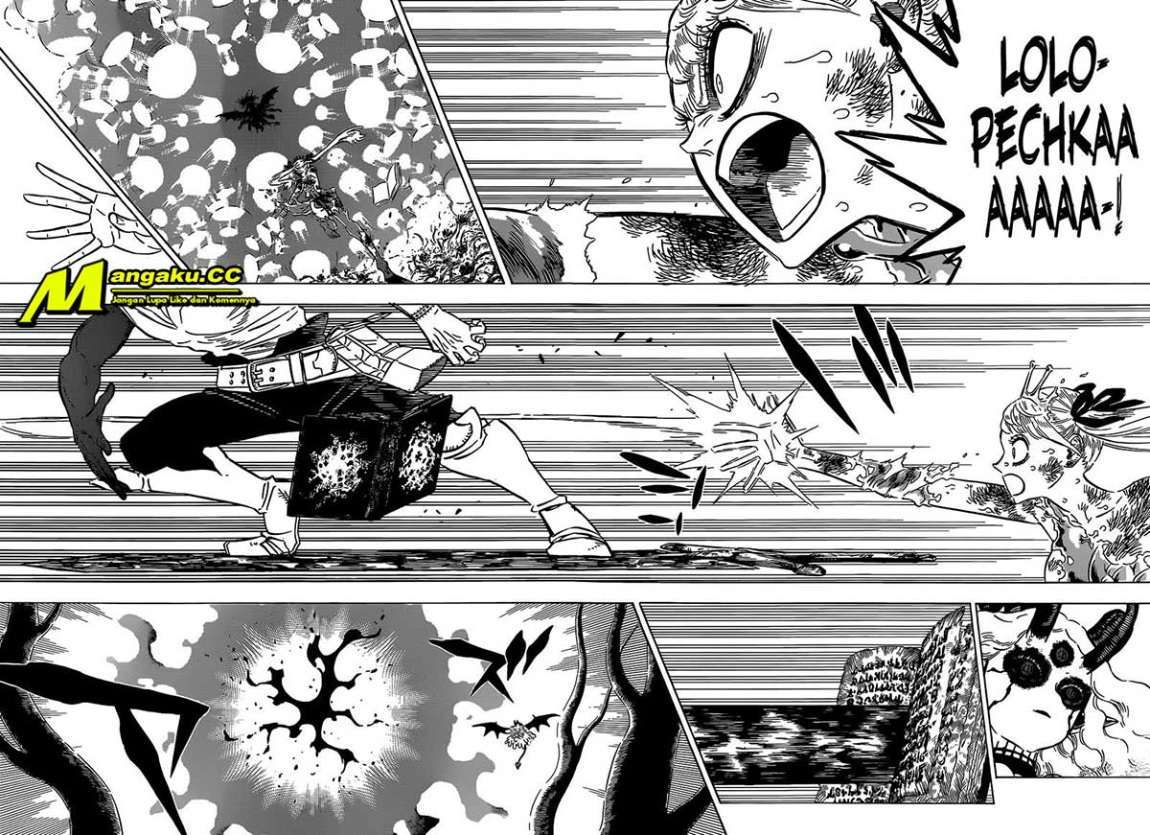 LOLO-
PECHKAA
AAAAA-!
Mangaku.CC
Jangan Lupa Like dan Komennya